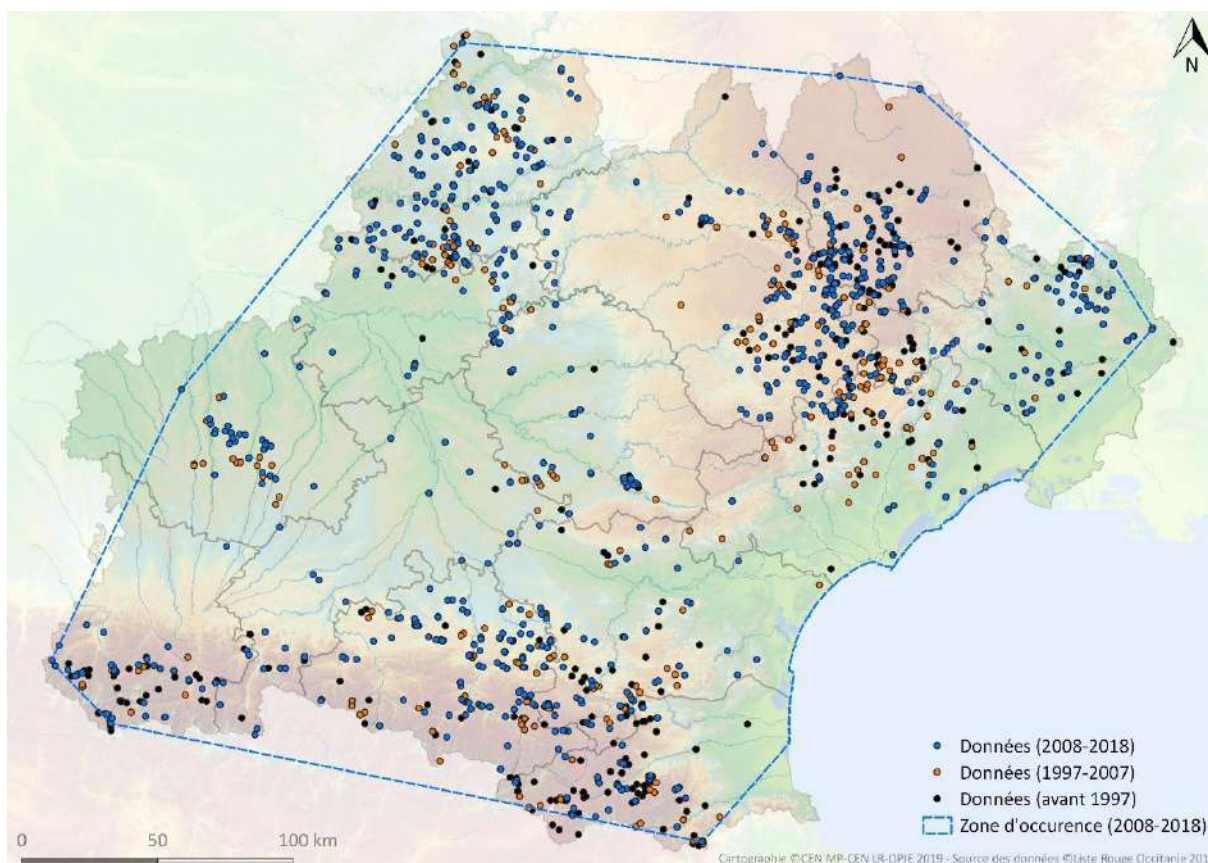 N
Données (2008-2018)
Données (1997-2007)
Données (avant 1997)
Zone d'occurence (2008-2018)
0 50 100 km
Cartographie ©CEN MP-CEN LR-OPIE 2019 - Source des données ©Liste Rouge Occitanie 201